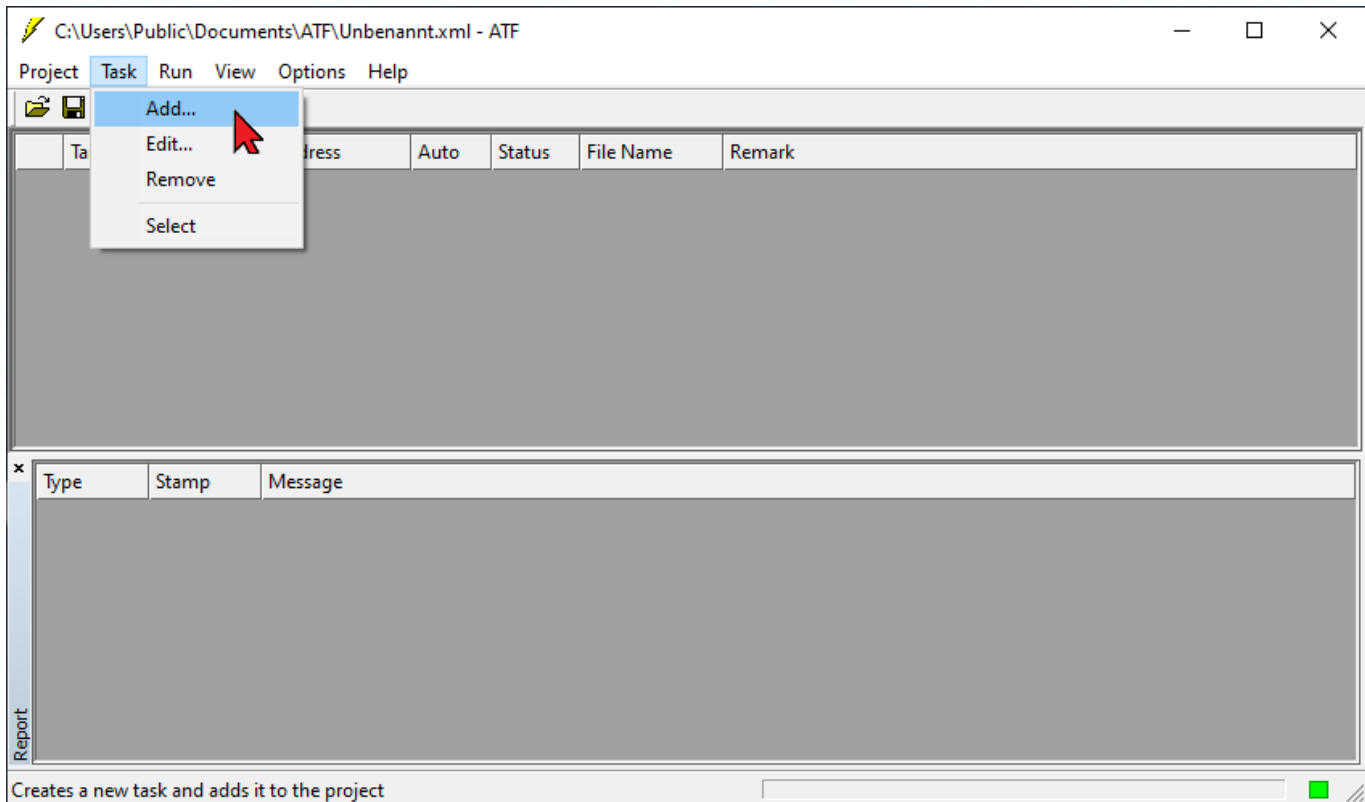 C:\Users\Public\Documents\ATF\Unbenannt.xml - ATF
Project Task Run View Options Help
Add...
Edit...
Remove
Select
Ta dress Auto Status File Name Remark
Type Stamp Message
Report
Creates a new task and adds it to the project